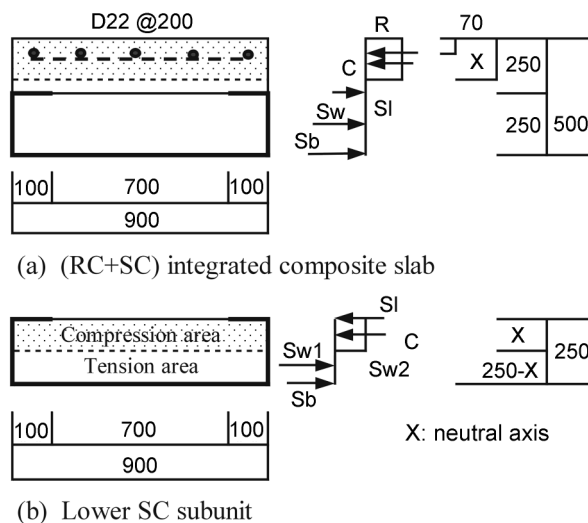 D22 @200
R
70
C
X
250
Sl
Sw
250
500
Sb
100
700
100
900
(a) (RC+SC) integrated composite slab
Sl
Compression area
C
X
250
Tension area
Sw1
Sw2
250-X
Sb
100
700
100
X: neutral axis
900
(b) Lower SC subunit